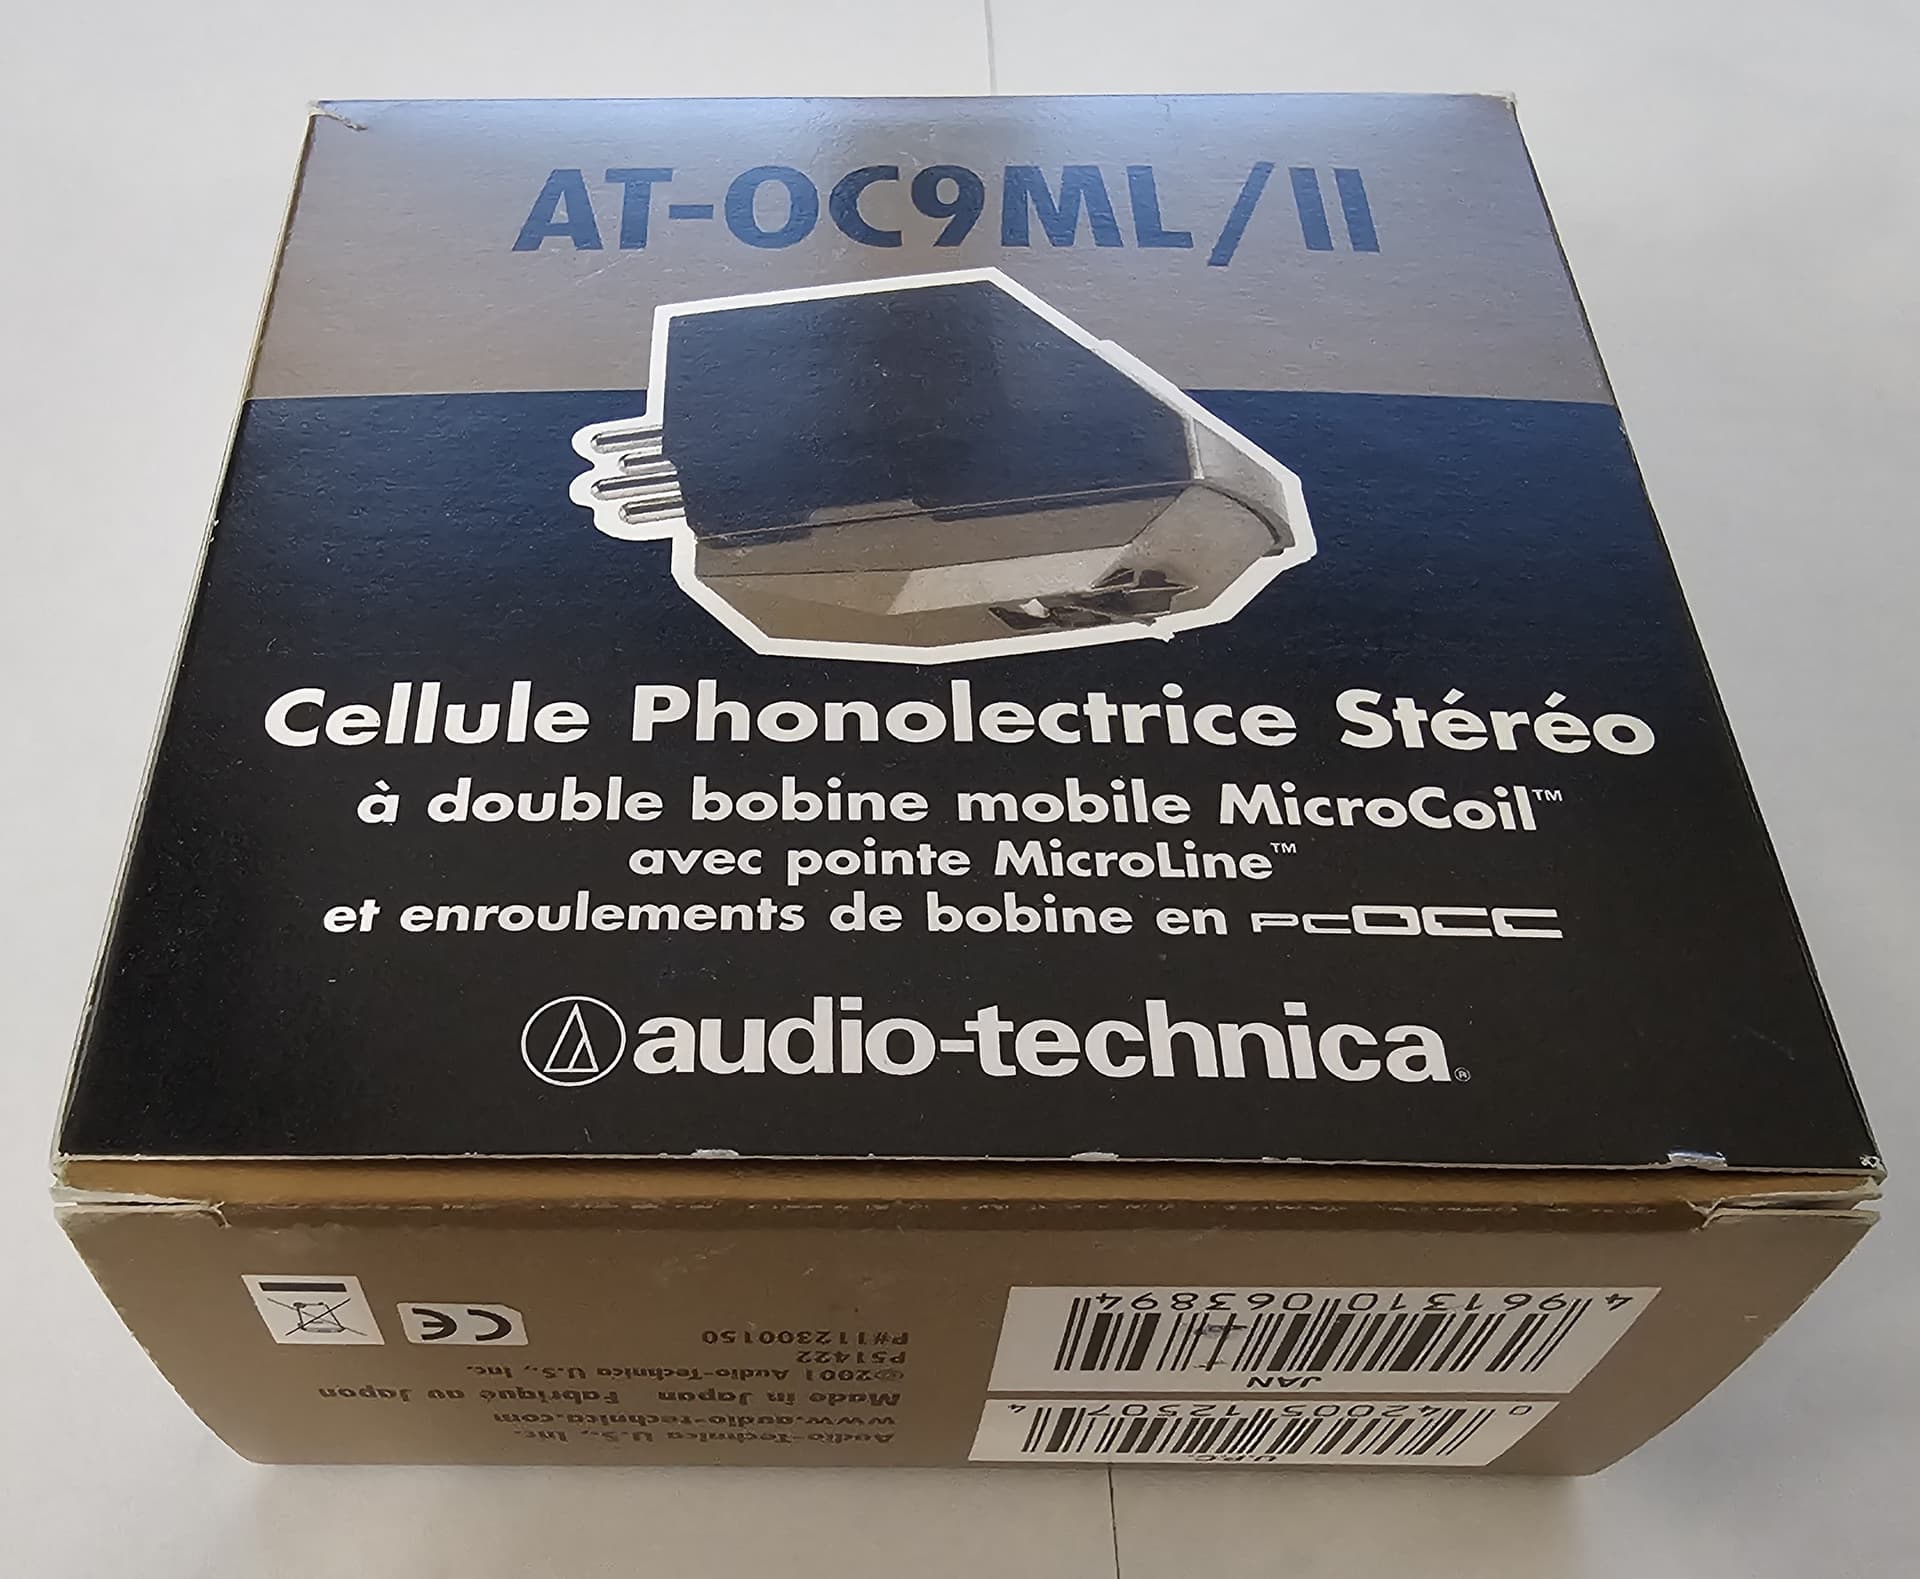 AT-OC9ML/II
Cellule Phonolectrice Stéréo
à double bobine mobile MicroCoil™
avec pointe MicroLine™
et enroulements de bobine en PCOCC
audio-technica®
Audio-Technica U.S., Inc.
www.audio-technica.com
Made in Japan Fabriqué au Japon
©2001 Audio-Technica U.S., Inc.
P51422
P#112300150
CE
U.P.C.
0 42005 12507 4
JAN
4 961310 063894